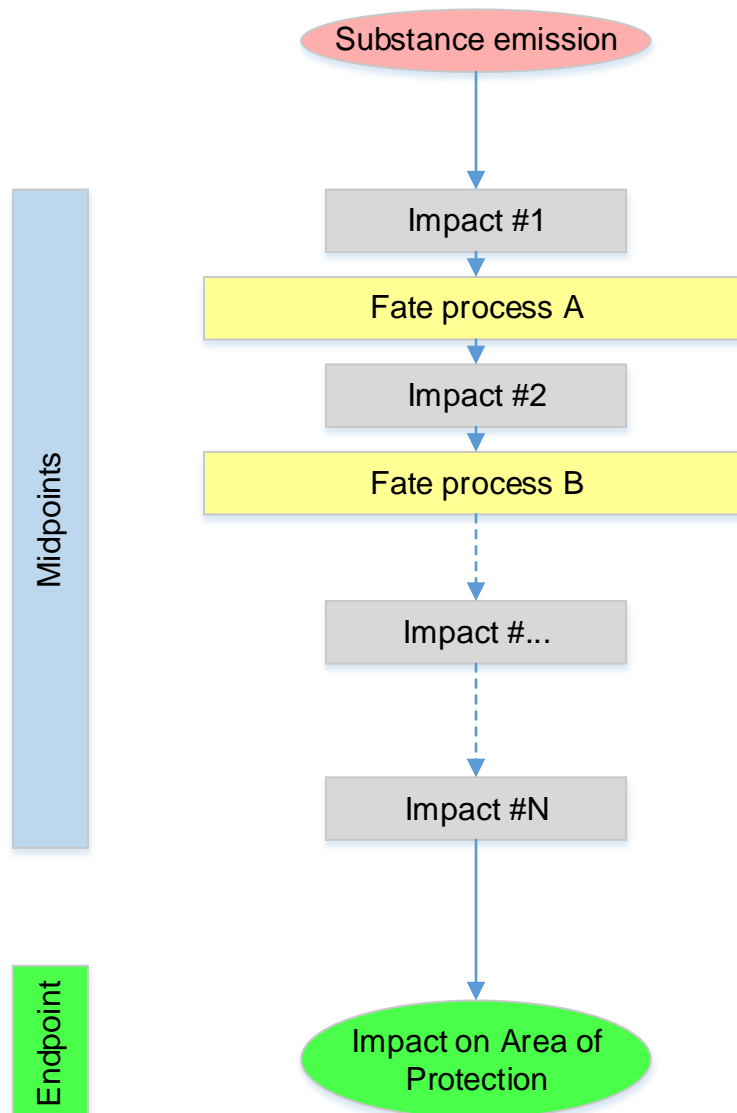 Substance emission
Impact #1
Fate process A
Impact #2
Fate process B
Midpoints
Impact #...
Impact #N
Endpoint
Impact on Area of
Protection